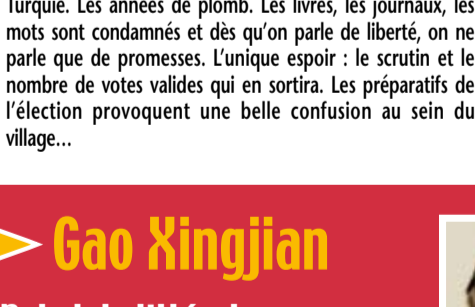 Turquie. Les années de plomb. Les livres, les journaux, les
mots sont condamnés et dès qu'on parle de liberté, on ne
parle que de promesses. L'unique espoir : le scrutin et le
nombre de votes valides qui en sortira. Les préparatifs de
l'élection provoquent une belle confusion au sein du
village...
Gao Xingjian